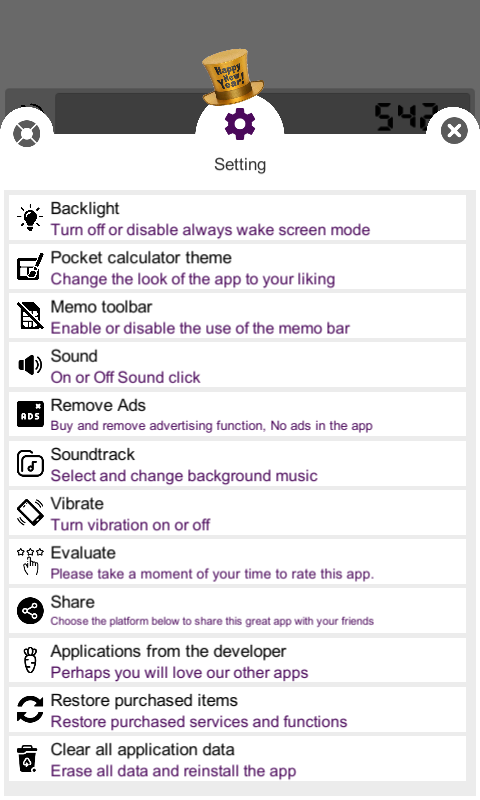 Happy
New
Year!
542
Setting
Backlight
Turn off or disable always wake screen mode
Pocket calculator theme
Change the look of the app to your liking
Memo toolbar
Enable or disable the use of the memo bar
Sound
On or Off Sound click
ADS
Remove Ads
Buy and remove advertising function, No ads in the app
Soundtrack
Select and change background music
Vibrate
Turn vibration on or off
Evaluate
Please take a moment of your time to rate this app.
Share
Choose the platform below to share this great app with your friends
Applications from the developer
Perhaps you will love our other apps
Restore purchased items
Restore purchased services and functions
Clear all application data
Erase all data and reinstall the app